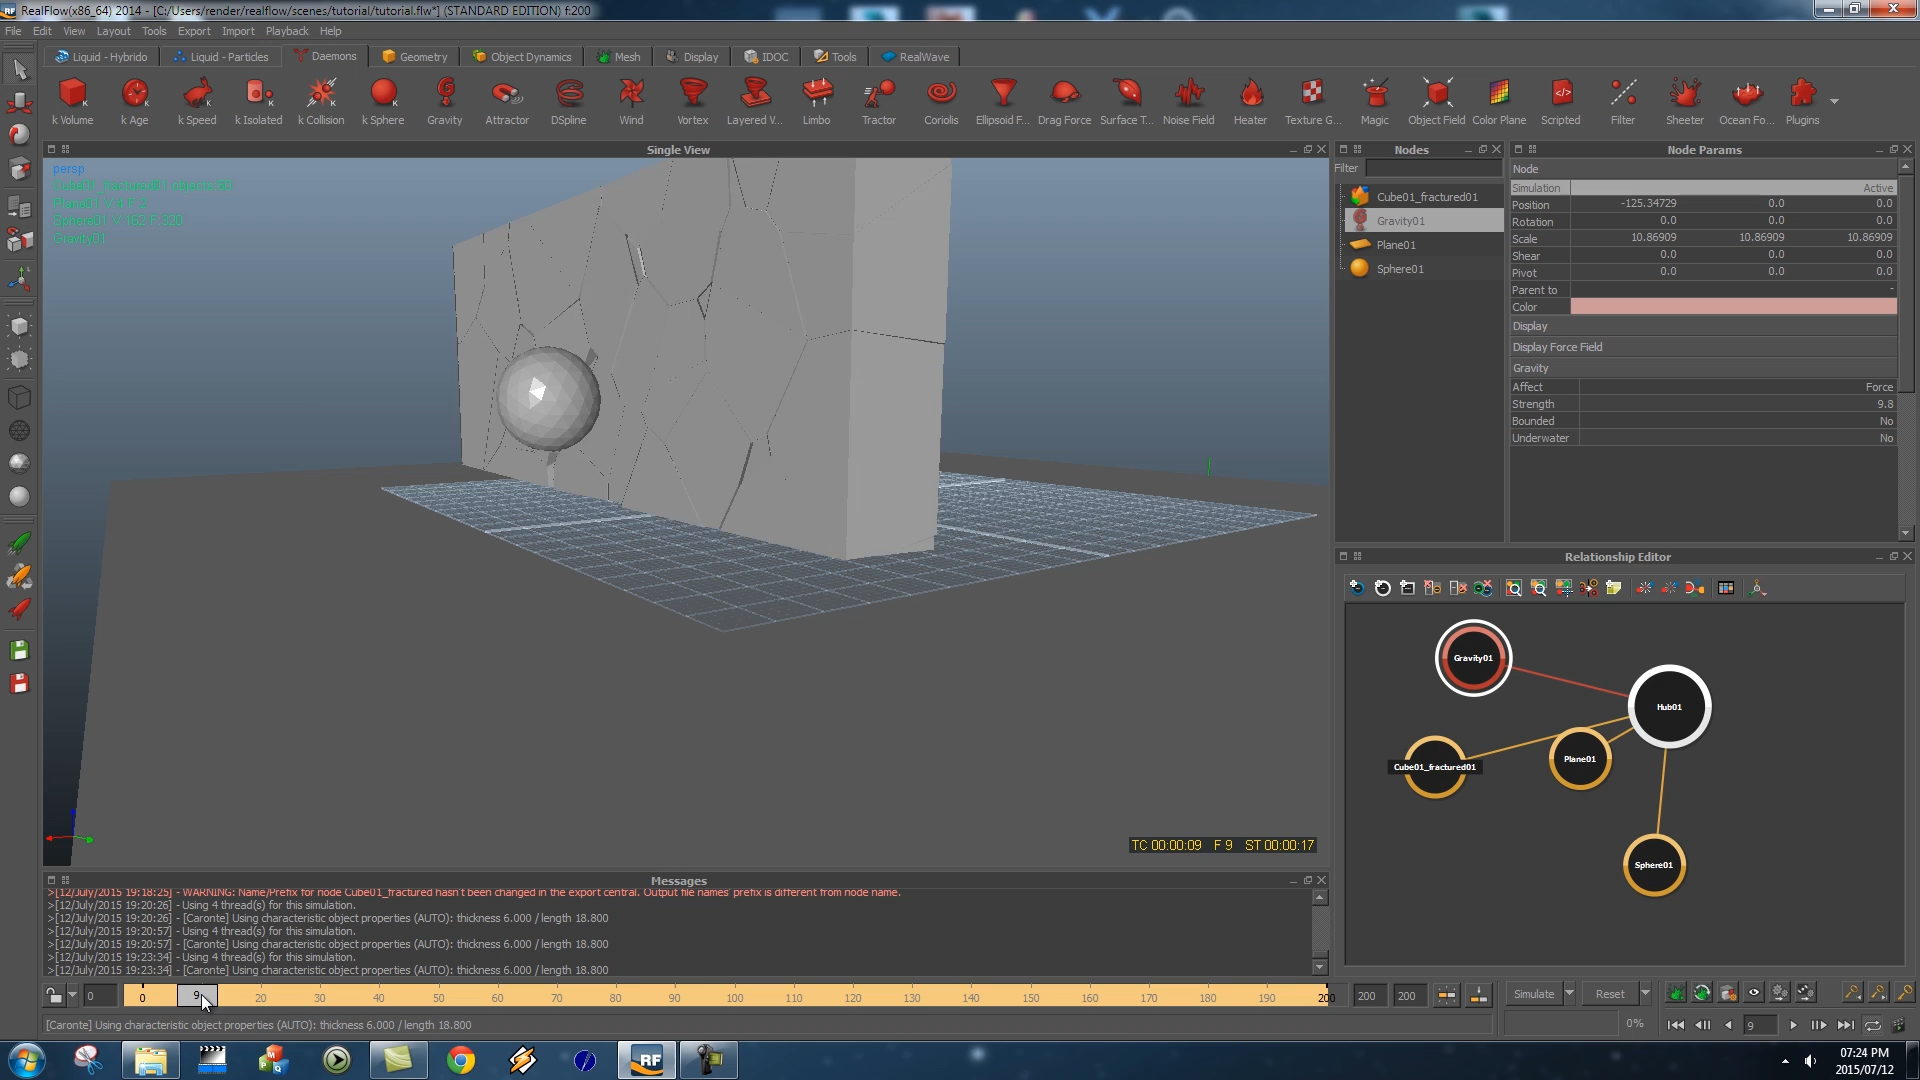 RealFlow(x86_64) 2014 - [C:/Users/render/realflow/scenes/tutorial/tutorial.flw*] (STANDARD EDITION) f:200
File Edit View Layout Tools Export Import Playback Help
Liquid - Hybrido Liquid - Particles Daemons Geometry Object Dynamics Mesh Display IDOC Tools RealWave
k Volume k Age k Speed k Isolated k Collision k Sphere Gravity Attractor DSpline Wind Vortex Layered V... Limbo Tractor Coriolis Ellipsoid F... Drag Force Surface T... Noise Field Heater Texture G... Magic Object Field Color Plane Scripted Filter Sheeter Ocean Fo... Plugins
Single View
persp
Sphere01 V:162 F:320
Gravity01
TC 00:00:09 F 9 ST 00:00:17
Nodes
Filter
Cube01_fractured01
Gravity01
Plane01
Sphere01
Node Params
Node
Simulation Active
Position -125.34729 0.0 0.0
Rotation 0.0 0.0 0.0
Scale 10.86909 10.86909 10.86909
Shear 0.0 0.0 0.0
Pivot 0.0 0.0 0.0
Parent to -
Color
Display
Display Force Field
Gravity
Affect Force
Strength 9.8
Bounded No
Underwater No
Relationship Editor
Gravity01
Hub01
Plane01
Cube01_fractured01
Sphere01
Messages
>[12/July/2015 19:18:25] - WARNING: Name/Prefix for node Cube01_fractured hasn't been changed in the export central. Output file names' prefix is different from node name.
>[12/July/2015 19:20:26] - Using 4 thread(s) for this simulation.
>[12/July/2015 19:20:26] - [Caronte] Using characteristic object properties (AUTO): thickness 6.000 / length 18.800
>[12/July/2015 19:20:57] - Using 4 thread(s) for this simulation.
>[12/July/2015 19:20:57] - [Caronte] Using characteristic object properties (AUTO): thickness 6.000 / length 18.800
>[12/July/2015 19:23:34] - Using 4 thread(s) for this simulation.
>[12/July/2015 19:23:34] - [Caronte] Using characteristic object properties (AUTO): thickness 6.000 / length 18.800
0 0 9 20 30 40 50 60 70 80 90 100 110 120 130 140 150 160 170 180 190 200 200 200
Simulate Reset
[Caronte] Using characteristic object properties (AUTO): thickness 6.000 / length 18.800
0% 9
RF
07:24 PM
2015/07/12